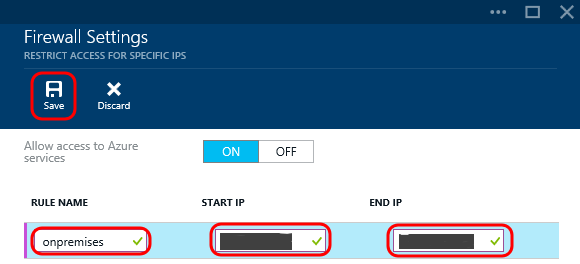 Firewall Settings
RESTRICT ACCESS FOR SPECIFIC IPS
Save Discard
Allow access to Azure
services
ON OFF
RULE NAME START IP END IP
onpremises